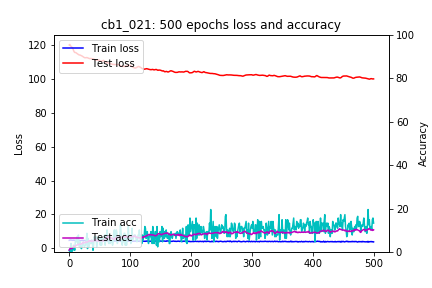 cb1_021: 500 epochs loss and accuracy
120
100
80
60
40
20
0
Loss
Train loss
Test loss
Train acc
Test acc
0
100
200
300
400
500
100
80
60
40
20
0
Accuracy